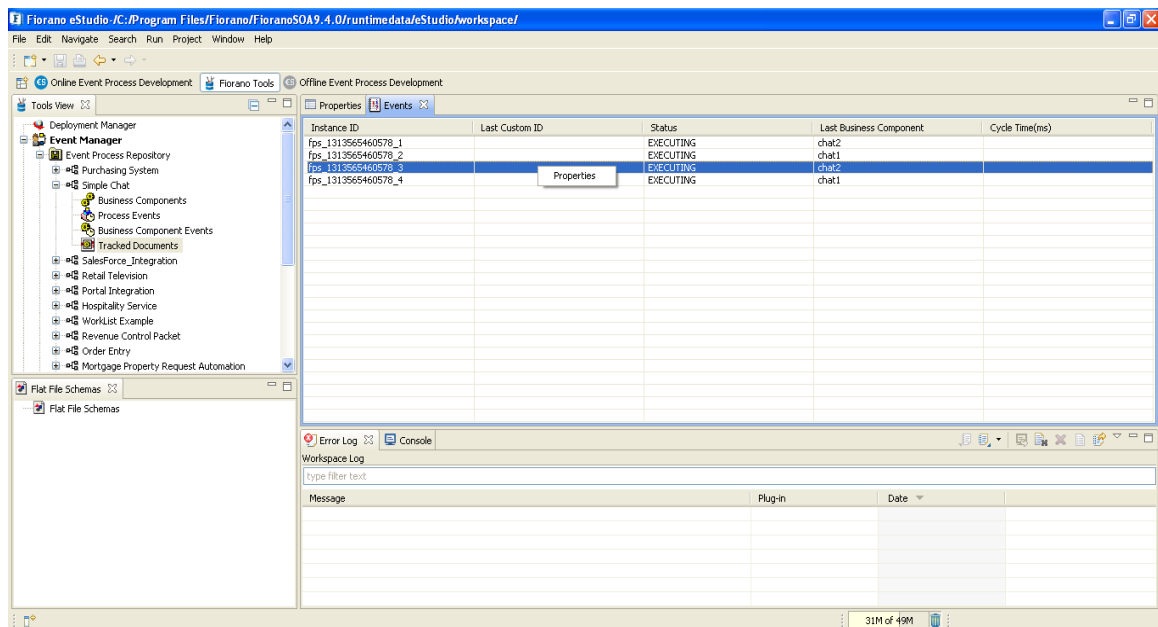 Fiorano eStudio-/C:/Program Files/Fiorano/FioranoSOA9.4.0/runtimedata/eStudio/workspace/
File Edit Navigate Search Run Project Window Help
Online Event Process Development Fiorano Tools Offline Event Process Development
Tools View
Deployment Manager
Event Manager
Event Process Repository
Purchasing System
Simple Chat
Business Components
Process Events
Business Component Events
Tracked Documents
SalesForce_Integration
Retail Television
Portal Integration
Hospitality Service
WorkList Example
Revenue Control Packet
Order Entry
Mortgage Property Request Automation
Flat File Schemas
Flat File Schemas
Properties Events
Instance ID Last Custom ID Status Last Business Component Cycle Time(ms)
fps_1313565460578_1 EXECUTING chat2
fps_1313565460578_2 EXECUTING chat1
fps_1313565460578_3 EXECUTING chat2
Properties
fps_1313565460578_4 EXECUTING chat1
Error Log Console
Workspace Log
type filter text
Message Plug-in Date
31M of 49M